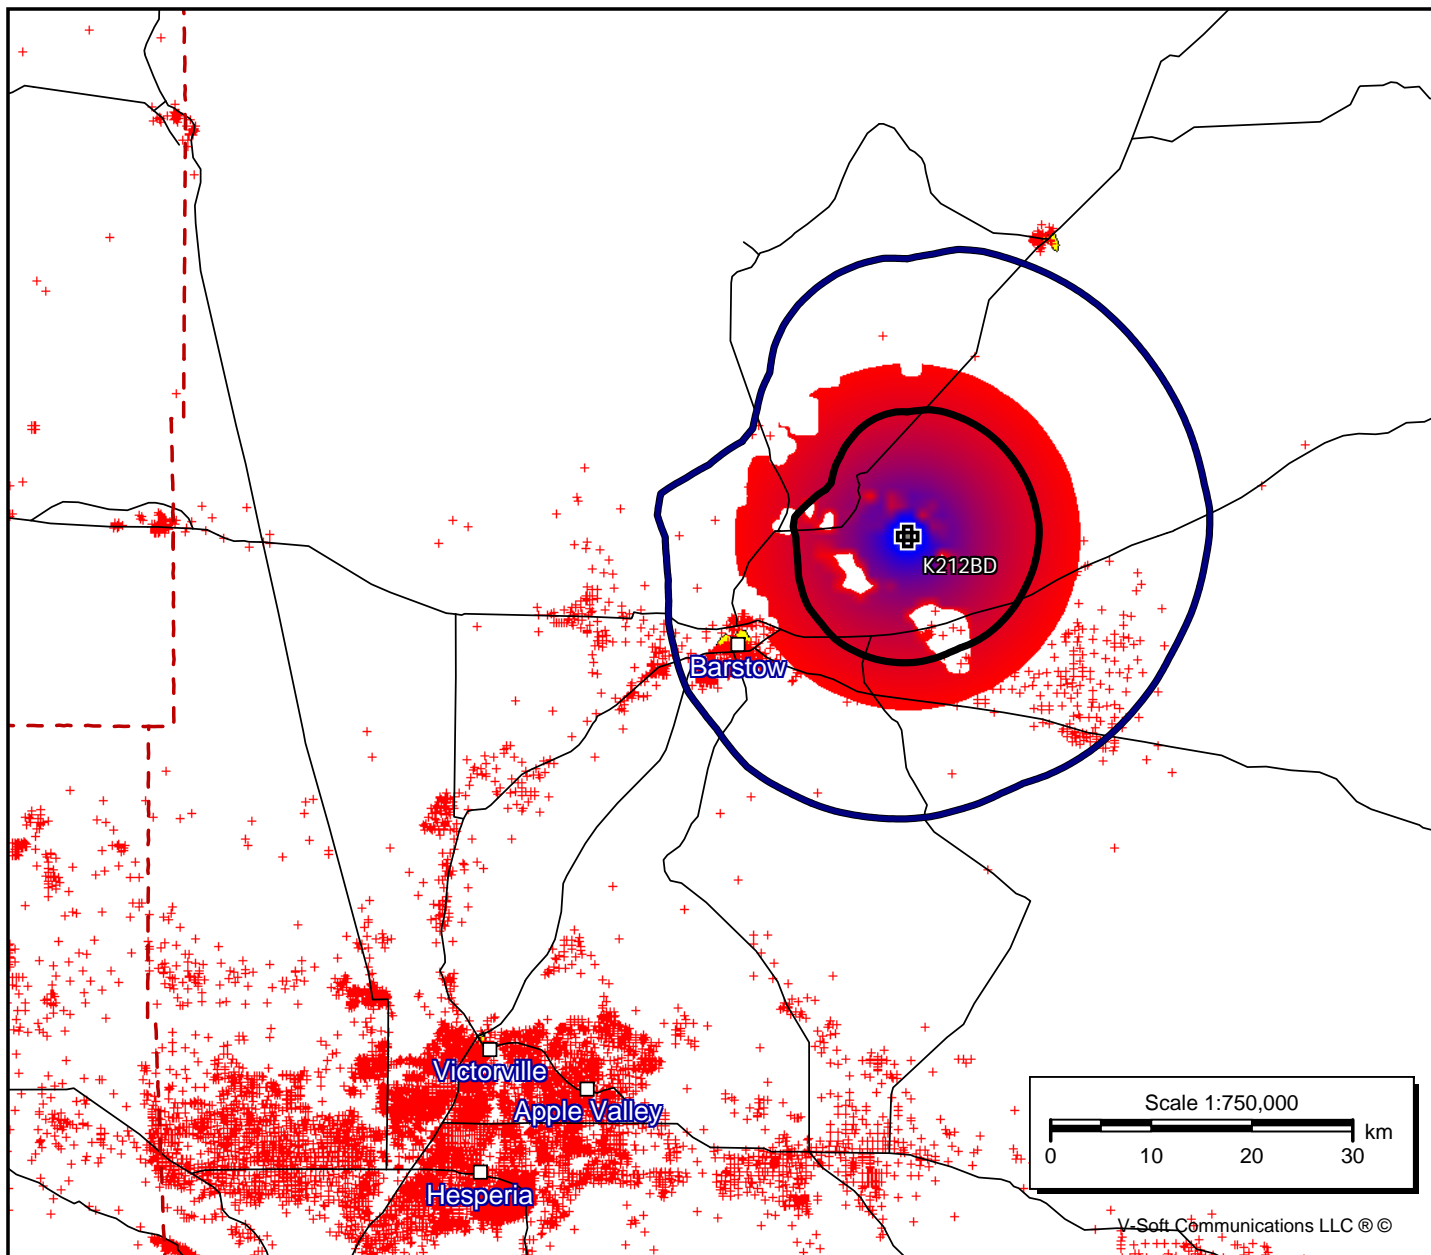 K212BD
Barstow
Victorville
Apple Valley
Hesperia
Scale 1:750,000
km
0 10 20 30
V-Soft Communications LLC ® ©